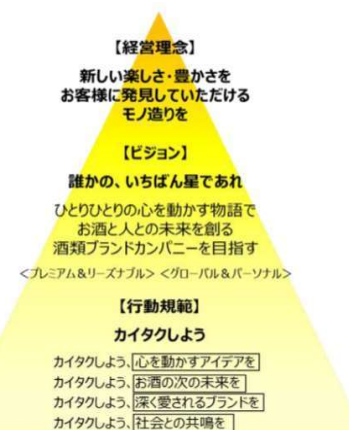 【経営理念】
新しい楽しさ・豊かさを
お客様に発見していただける
モノ造りを
【ビジョン】
誰かの、いちばん星であれ
ひとりひとりの心を動かす物語で
お酒と人との未来を創る
酒類ブランドカンパニーを目指す
<プレミアム&リーズナブル> <グローバル&パーソナル>
【行動規範】
カイタクしよう
カイタクしよう、心を動かすアイデアを
カイタクしよう、お酒の次の未来を
カイタクしよう、深く愛されるブランドを
カイタクしよう、社会との共鳴を